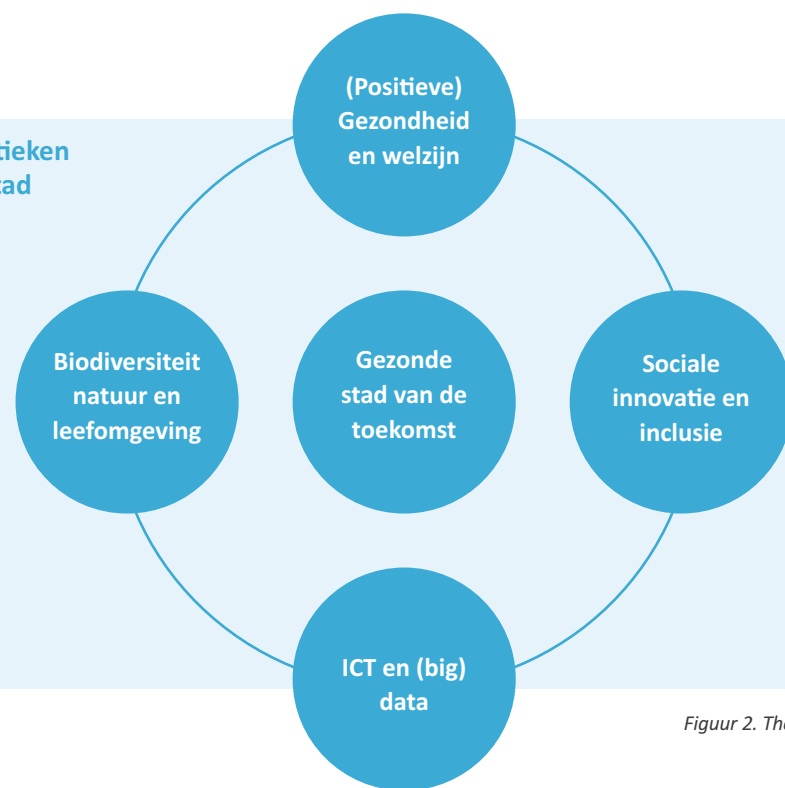 (Positieve)
Gezondheid
en welzijn
tieken
tad
Biodiversiteit
natuur en
leefomgeving
Gezonde
stad van de
toekomst
Sociale
innovatie en
inclusie
ICT en (big)
data
Figuur 2. Th